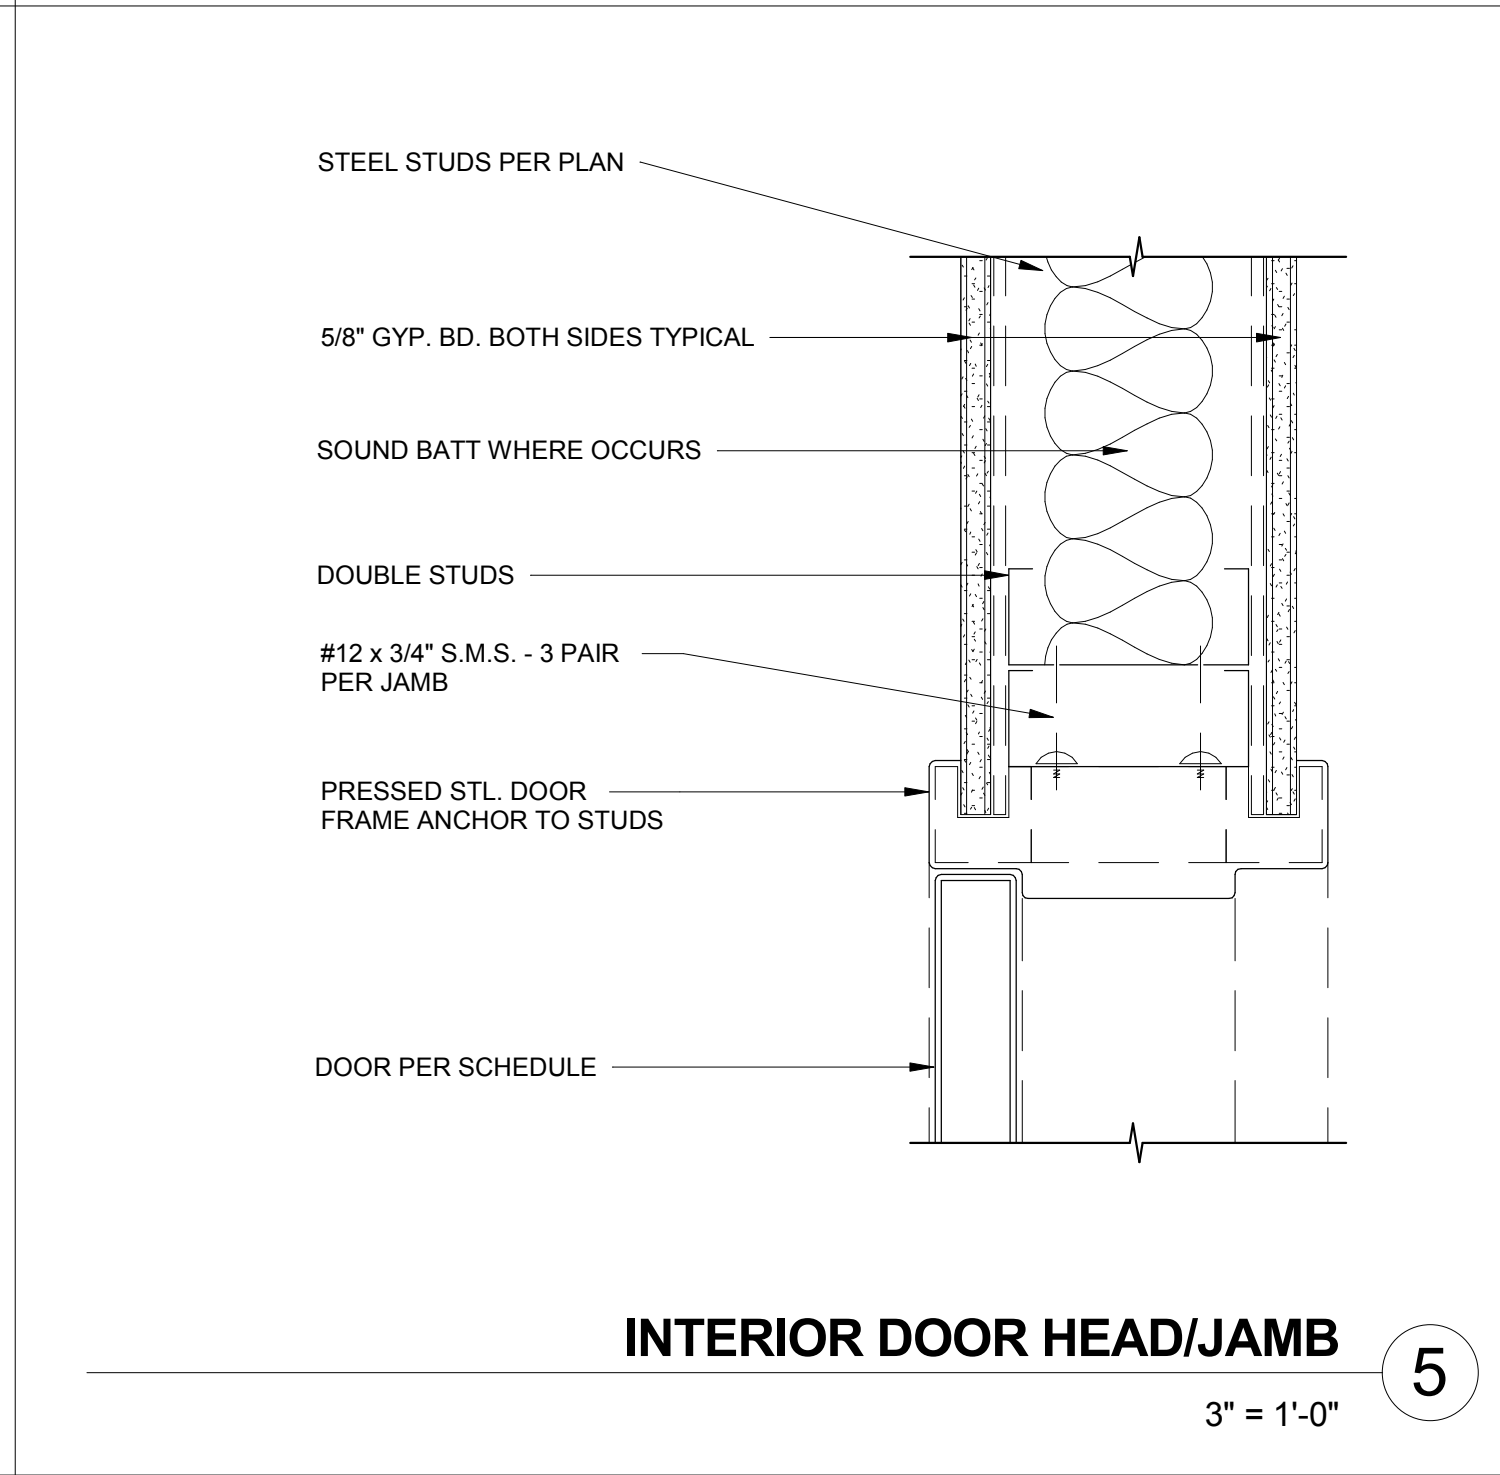 STEEL STUDS PER PLAN
5/8" GYP. BD. BOTH SIDES TYPICAL
SOUND BATT WHERE OCCURS
DOUBLE STUDS
#12 x 3/4" S.M.S. - 3 PAIR
PER JAMB
PRESSED STL. DOOR
FRAME ANCHOR TO STUDS
DOOR PER SCHEDULE
INTERIOR DOOR HEAD/JAMB
5
3" = 1'-0"